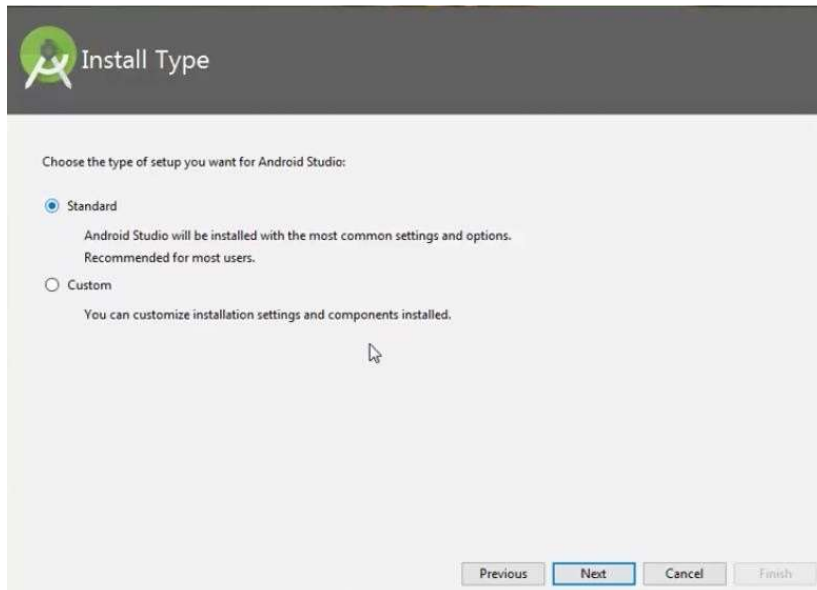 Install Type
Choose the type of setup you want for Android Studio:
Standard
Android Studio will be installed with the most common settings and options.
Recommended for most users.
Custom
You can customize installation settings and components installed.
Previous Next Cancel Finish